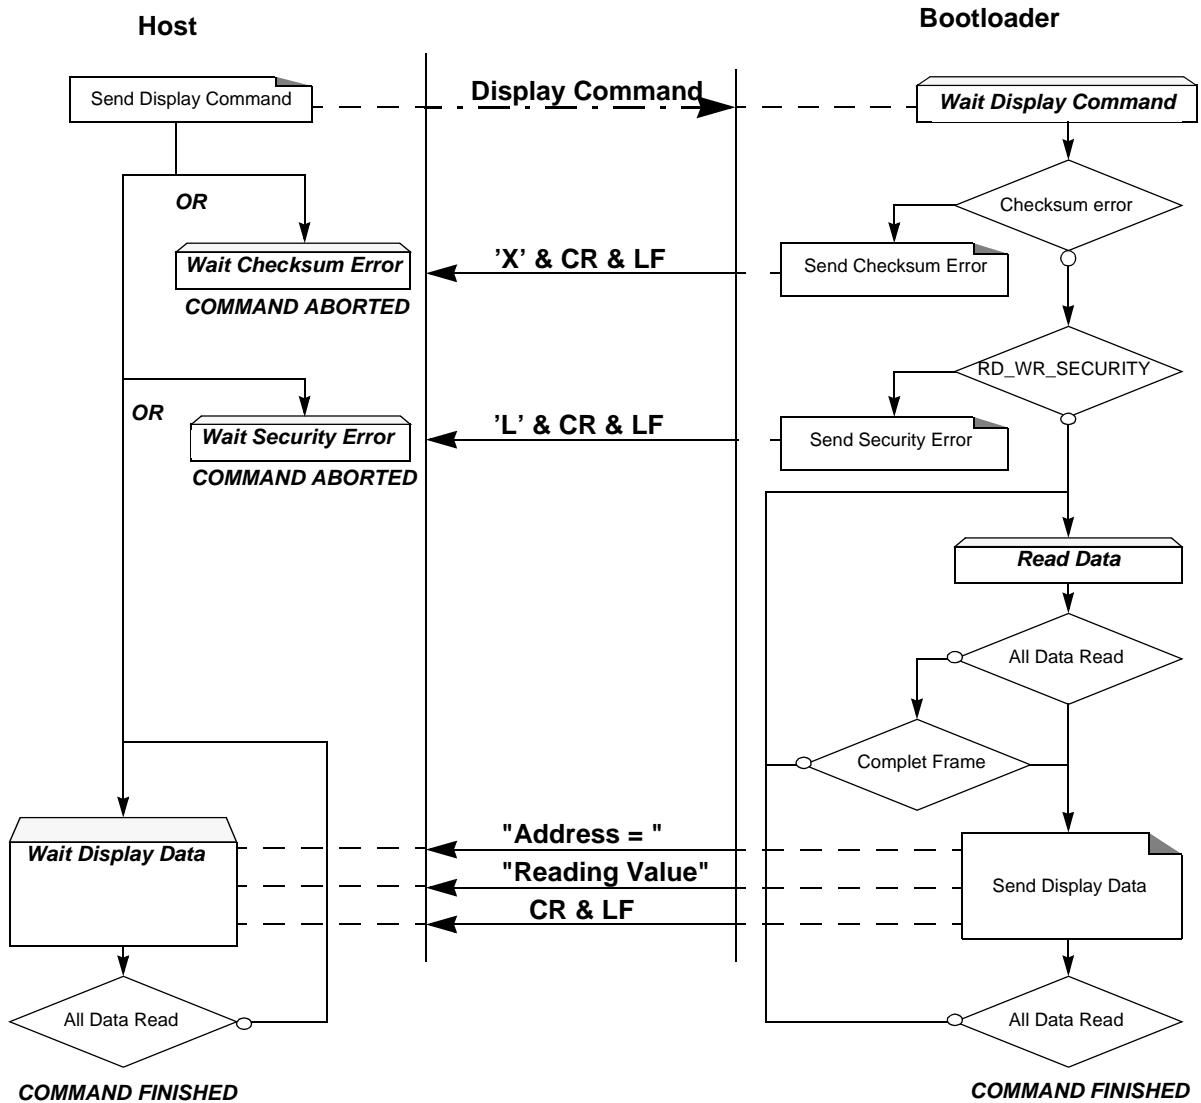 Host
Bootloader
Send Display Command
Display Command
Wait Display Command
OR
Checksum error
Wait Checksum Error
’X’ & CR & LF
Send Checksum Error
COMMAND ABORTED
RD_WR_SECURITY
OR
Wait Security Error
’L’ & CR & LF
Send Security Error
COMMAND ABORTED
Read Data
All Data Read
Complet Frame
Wait Display Data
"Address = "
"Reading Value"
CR & LF
Send Display Data
All Data Read
All Data Read
COMMAND FINISHED
COMMAND FINISHED